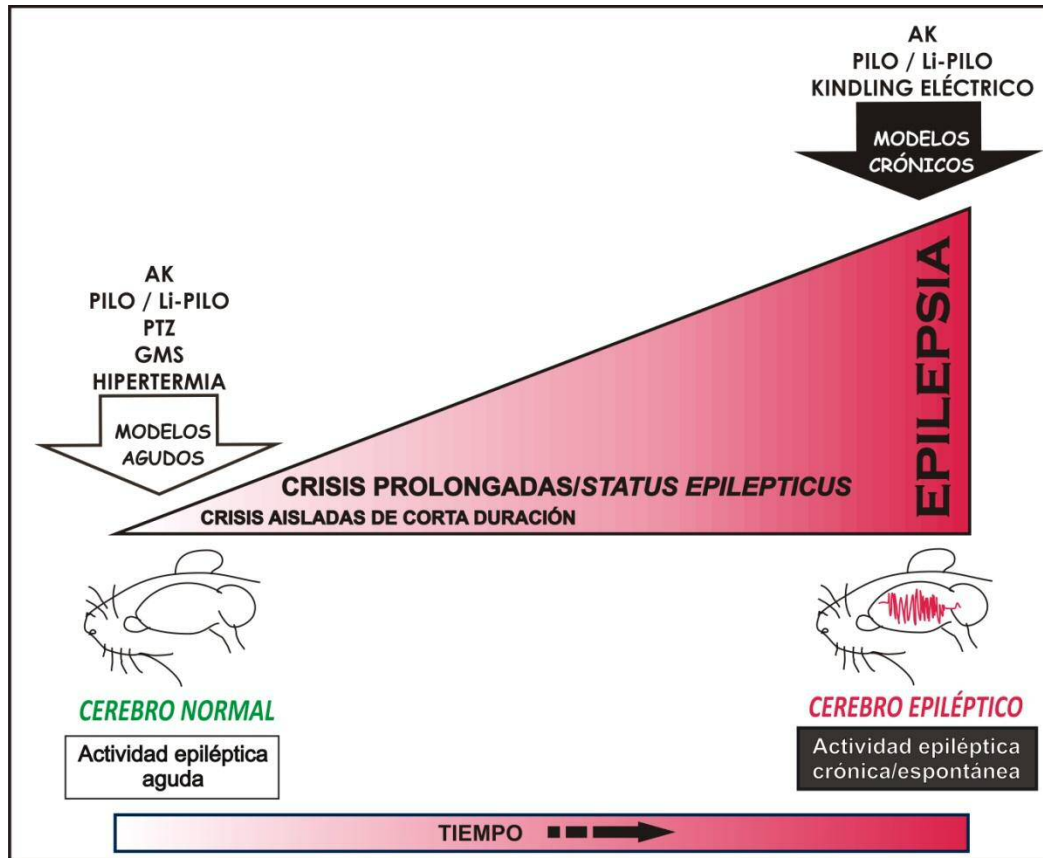 AK
PILO / Li-PILO
KINDLING ELÉCTRICO
MODELOS
CRÓNICOS
AK
PILO / Li-PILO
PTZ
GMS
HIPERTERMIA
MODELOS
AGUDOS
EPILEPSIA
CRISIS PROLONGADAS/STATUS EPILEPTICUS
CRISIS AISLADAS DE CORTA DURACIÓN
CEREBRO NORMAL
Actividad epiléptica
aguda
CEREBRO EPILÉPTICO
Actividad epiléptica
crónica/espontánea
TIEMPO